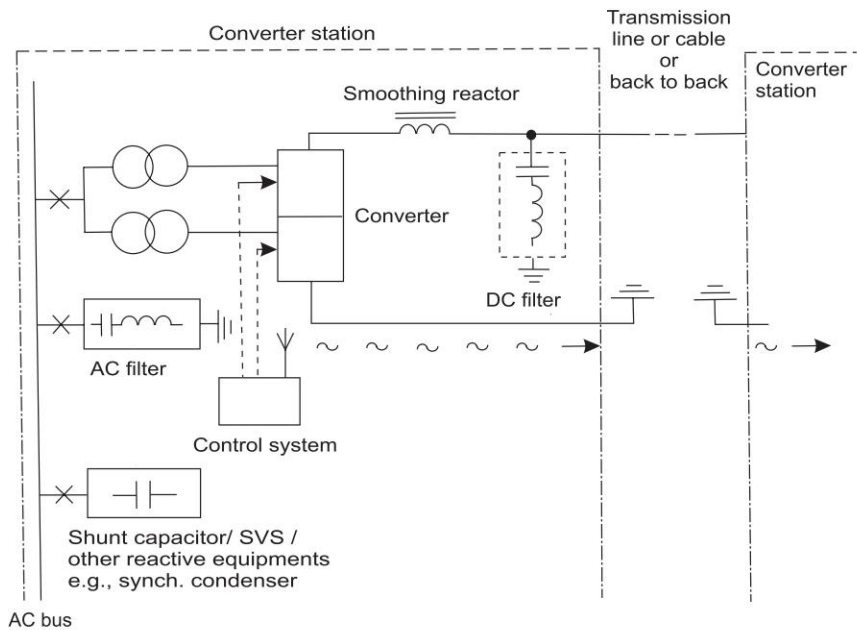 Converter station
Transmission
line or cable
or
back to back
Converter
station
Smoothing reactor
Converter
DC filter
AC filter
Control system
Shunt capacitor/ SVS /
other reactive equipments
e.g., synch. condenser
AC bus